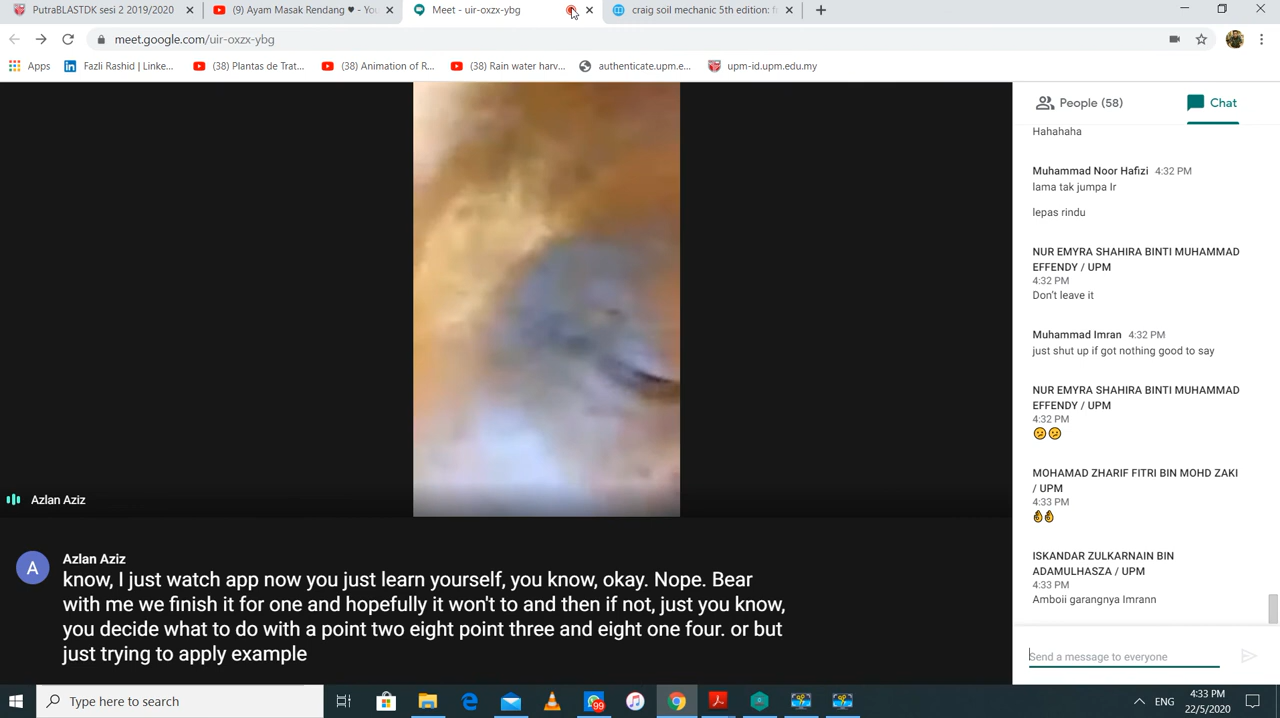 PutraBLASTDK sesi 2 2019/2020
(9) Ayam Masak Rendang ♥ - You
Meet - uir-oxzx-ybg
craig soil mechanic 5th edition: f
meet.google.com/uir-oxzx-ybg
Apps
Fazli Rashid | Linke...
(38) Plantas de Trat...
(38) Animation of R...
(38) Rain water harv...
authenticate.upm.e...
upm-id.upm.edu.my
People (58)
Chat
Hahahaha
Muhammad Noor Hafizi 4:32 PM
lama tak jumpa Ir
lepas rindu
NUR EMYRA SHAHIRA BINTI MUHAMMAD
EFFENDY / UPM
4:32 PM
Don't leave it
Muhammad Imran 4:32 PM
just shut up if got nothing good to say
NUR EMYRA SHAHIRA BINTI MUHAMMAD
EFFENDY / UPM
4:32 PM
MOHAMAD ZHARIF FITRI BIN MOHD ZAKI
/ UPM
4:33 PM
ISKANDAR ZULKARNAIN BIN
ADAMULHASZA / UPM
4:33 PM
Amboii garangnya Imrann
Send a message to everyone
Azlan Aziz
A
Azlan Aziz
know, I just watch app now you just learn yourself, you know, okay. Nope. Bear
with me we finish it for one and hopefully it won't to and then if not, just you know,
you decide what to do with a point two eight point three and eight one four. or but
just trying to apply example
Type here to search
99
ENG
4:33 PM
22/5/2020